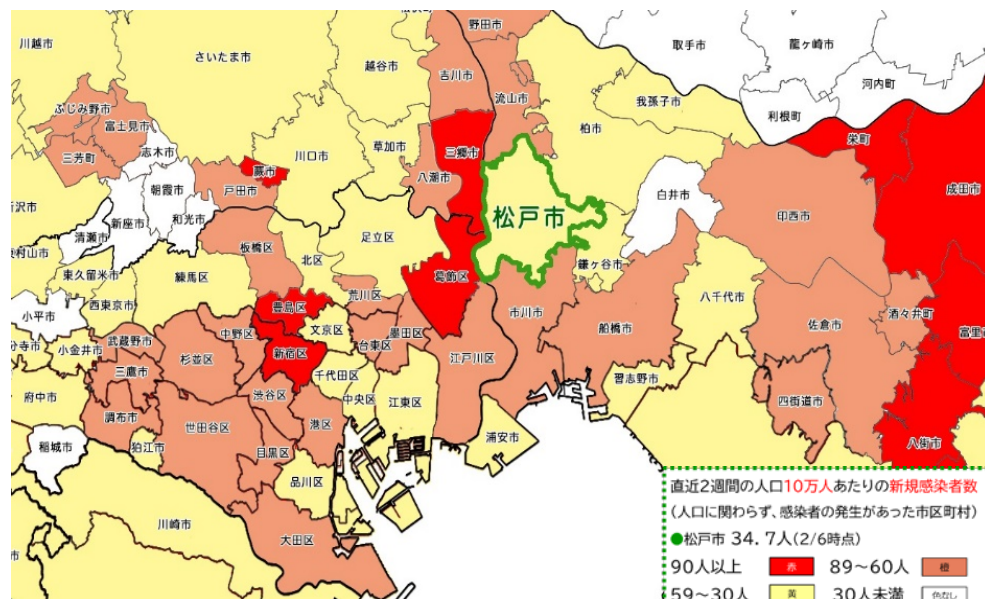 野田市
取手市
龍ヶ崎市
川越市
さいたま市
越谷市
吉川市
流山市
河内町
我孫子市
利根町
ふじみ野市
富士見市
柏市
栄町
三芳町
志木市
川口市
草加市
三郷市
蕨市
八潮市
成田市
朝霞市
戸田市
白井市
松戸市
印西市
新座市
和光市
清瀬市
足立区
板橋区
北区
東久留米市
練馬区
葛飾区
鎌ヶ谷市
八千代市
西東京市
荒川区
豊島区
小平市
文京区
墨田区
市川市
船橋市
佐倉市
酒々井町
富里
武蔵野市
中野区
台東区
小金井市
杉並区
新宿区
江戸川区
三鷹市
千代田区
習志野市
府中市
渋谷区
中央区
江東区
四街道市
調布市
世田谷区
港区
浦安市
稲城市
狛江市
目黒区
八街市
品川区
川崎市
大田区
直近2週間の人口10万人あたりの新規感染者数
(人口に関わらず、感染者の発生があった市区町村)
●松戸市 34.7人(2/6時点)
90人以上 赤 89~60人 橙
59~30人 黄 30人未満 色なし